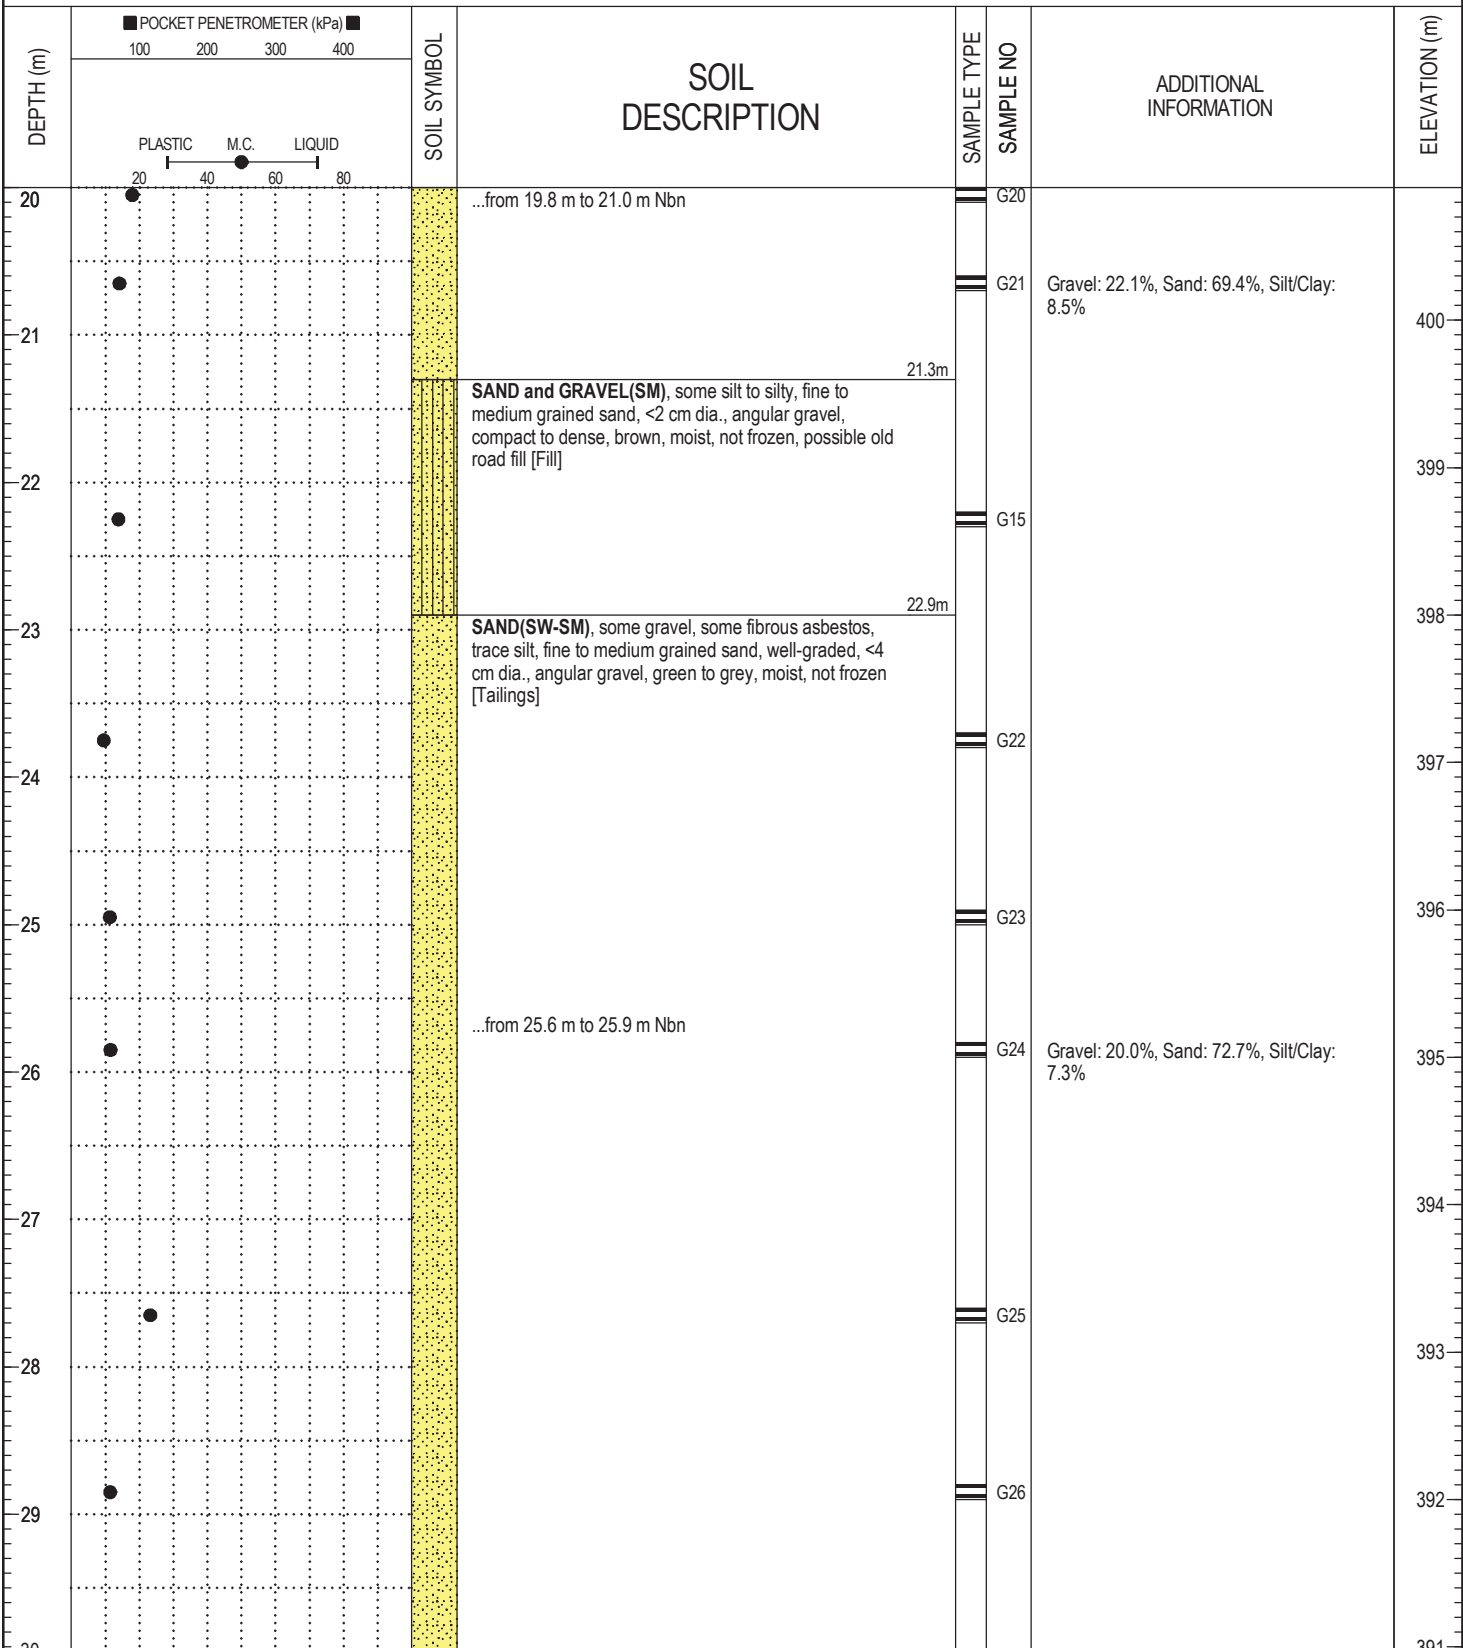 ■ POCKET PENETROMETER (kPa) ■
100 200 300 400
DEPTH (m)
PLASTIC M.C. LIQUID
20 40 60 80
SOIL SYMBOL
SOIL
DESCRIPTION
SAMPLE TYPE
SAMPLE NO
ADDITIONAL
INFORMATION
ELEVATION (m)
20
...from 19.8 m to 21.0 m Nbn
G20
G21
Gravel: 22.1%, Sand: 69.4%, Silt/Clay:
8.5%
400
21
21.3m
SAND and GRAVEL(SM), some silt to silty, fine to
medium grained sand, <2 cm dia., angular gravel,
compact to dense, brown, moist, not frozen, possible old
road fill [Fill]
399
22
G15
22.9m
398
23
SAND(SW-SM), some gravel, some fibrous asbestos,
trace silt, fine to medium grained sand, well-graded, <4
cm dia., angular gravel, green to grey, moist, not frozen
[Tailings]
G22
397
24
G23
396
25
...from 25.6 m to 25.9 m Nbn
G24
Gravel: 20.0%, Sand: 72.7%, Silt/Clay:
7.3%
395
26
394
27
G25
393
28
G26
392
29
30
391